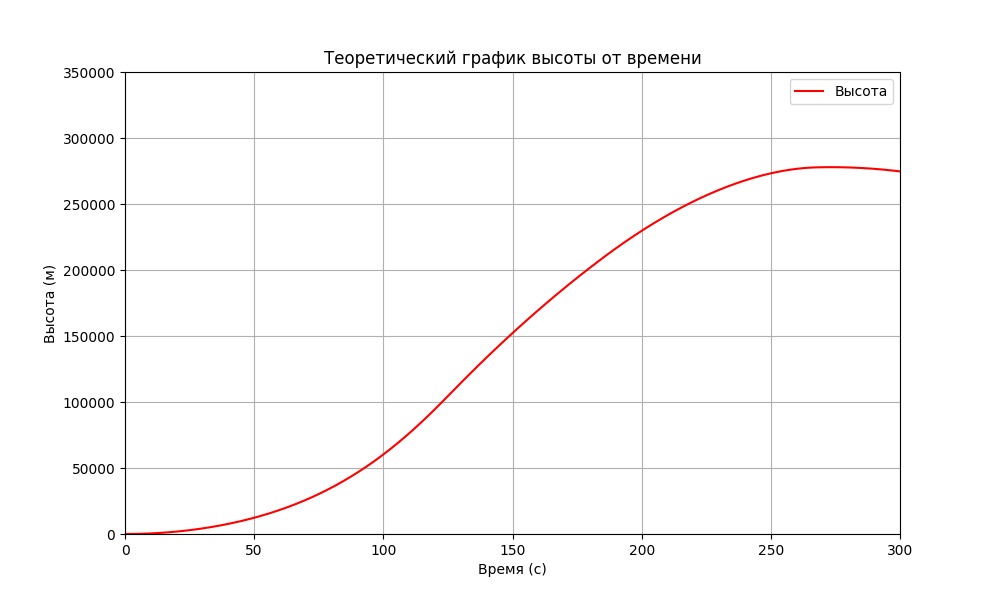 Теоретический график высоты от времени
350000
300000
250000
200000
150000
100000
50000
0
Высота (м)
Высота
0 50 100 150 200 250 300
Время (с)